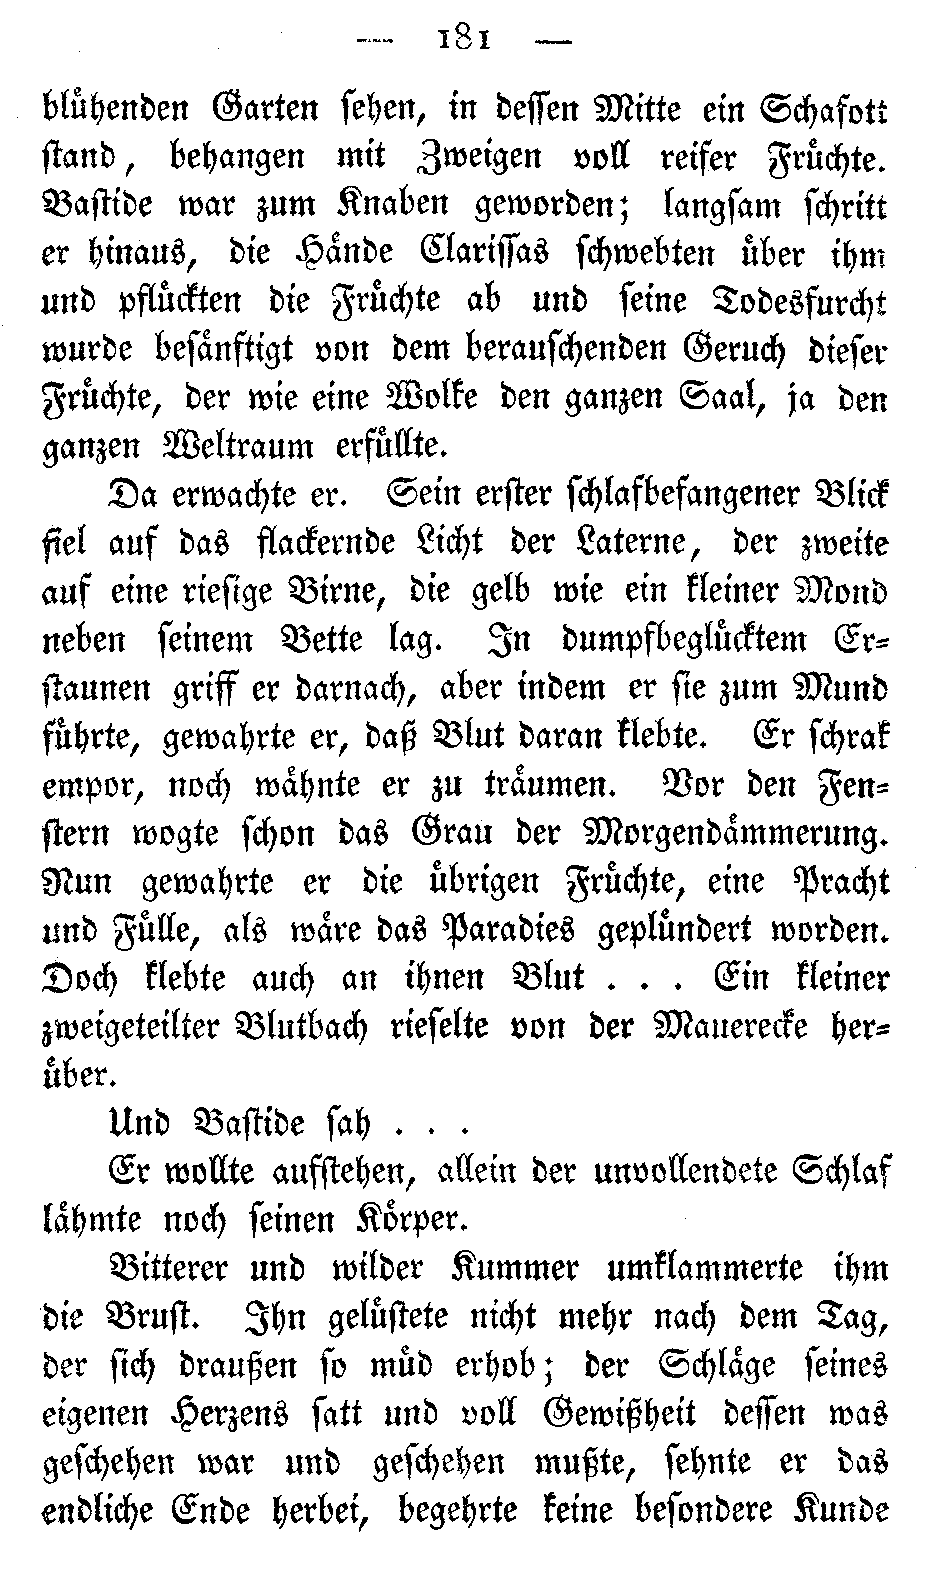 — 181 —
blühenden Garten sehen, in dessen Mitte ein Schafott
stand, behangen mit Zweigen voll reifer Früchte.
Bastide war zum Knaben geworden; langsam schritt
er hinaus, die Hände Clarissas schwebten über ihm
und pflückten die Früchte ab und seine Todesfurcht
wurde besänftigt von dem berauschenden Geruch dieser
Früchte, der wie eine Wolke den ganzen Saal, ja den
ganzen Weltraum erfüllte.
Da erwachte er. Sein erster schlafbefangener Blick
fiel auf das flackernde Licht der Laterne, der zweite
auf eine riesige Birne, die gelb wie ein kleiner Mond
neben seinem Bette lag. In dumpfbeglücktem Er-
staunen griff er darnach, aber indem er sie zum Mund
führte, gewahrte er, daß Blut daran klebte. Er schrak
empor, noch wähnte er zu träumen. Vor den Fen-
stern wogte schon das Grau der Morgendämmerung.
Nun gewahrte er die übrigen Früchte, eine Pracht
und Fülle, als wäre das Paradies geplündert worden.
Doch klebte auch an ihnen Blut . . . Ein kleiner
zweigeteilter Blutbach rieselte von der Mauerecke her-
über.
Und Bastide sah . . .
Er wollte aufstehen, allein der unvollendete Schlaf
lähmte noch seinen Körper.
Bitterer und wilder Kummer umklammerte ihm
die Brust. Ihn gelüstete nicht mehr nach dem Tag,
der sich draußen so müd erhob; der Schläge seines
eigenen Herzens satt und voll Gewißheit dessen was
geschehen war und geschehen mußte, sehnte er das
endliche Ende herbei, begehrte keine besondere Kunde